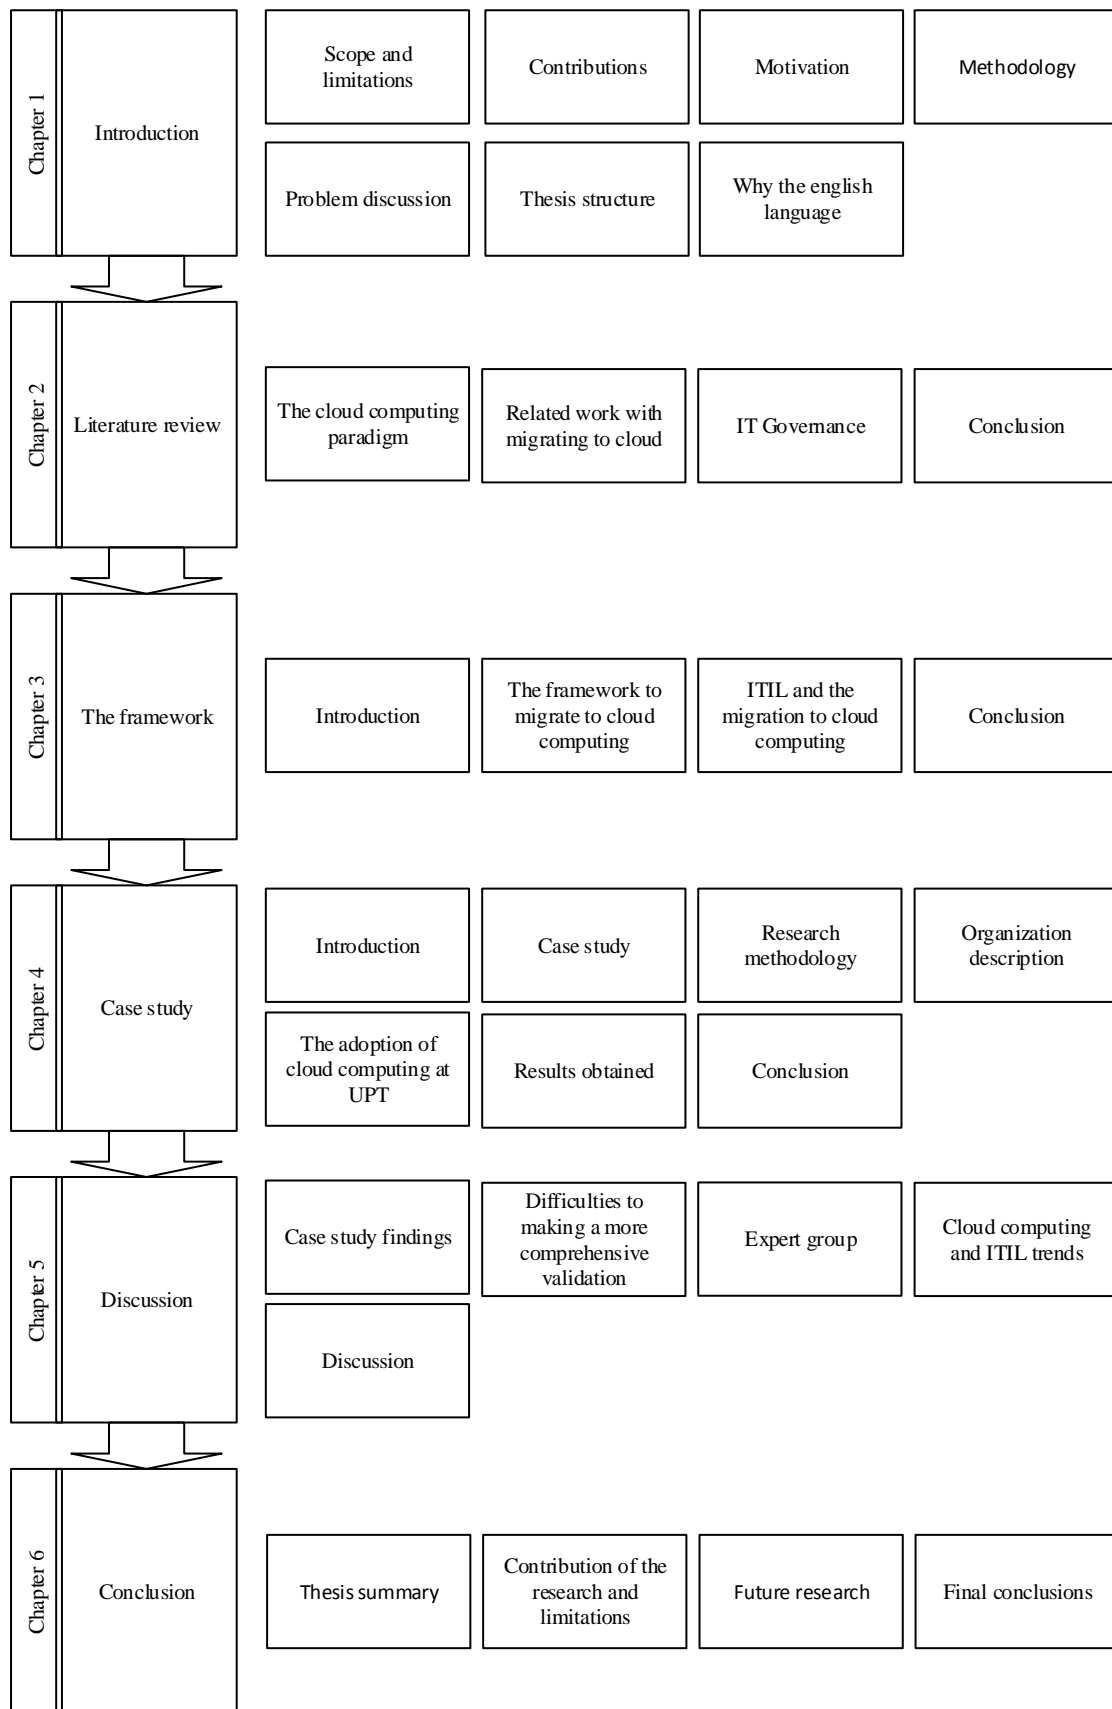 Chapter 1
Introduction
Scope and
limitations
Contributions
Motivation
Methodology
Problem discussion
Thesis structure
Why the english
language
Chapter 2
Literature review
The cloud computing
paradigm
Related work with
migrating to cloud
IT Governance
Conclusion
Chapter 3
The framework
Introduction
The framework to
migrate to cloud
computing
ITIL and the
migration to cloud
computing
Conclusion
Chapter 4
Case study
Introduction
Case study
Research
methodology
Organization
description
The adoption of
cloud computing at
UPT
Results obtained
Conclusion
Chapter 5
Discussion
Case study findings
Difficulties to
making a more
comprehensive
validation
Expert group
Cloud computing
and ITIL trends
Discussion
Chapter 6
Conclusion
Thesis summary
Contribution of the
research and
limitations
Future research
Final conclusions